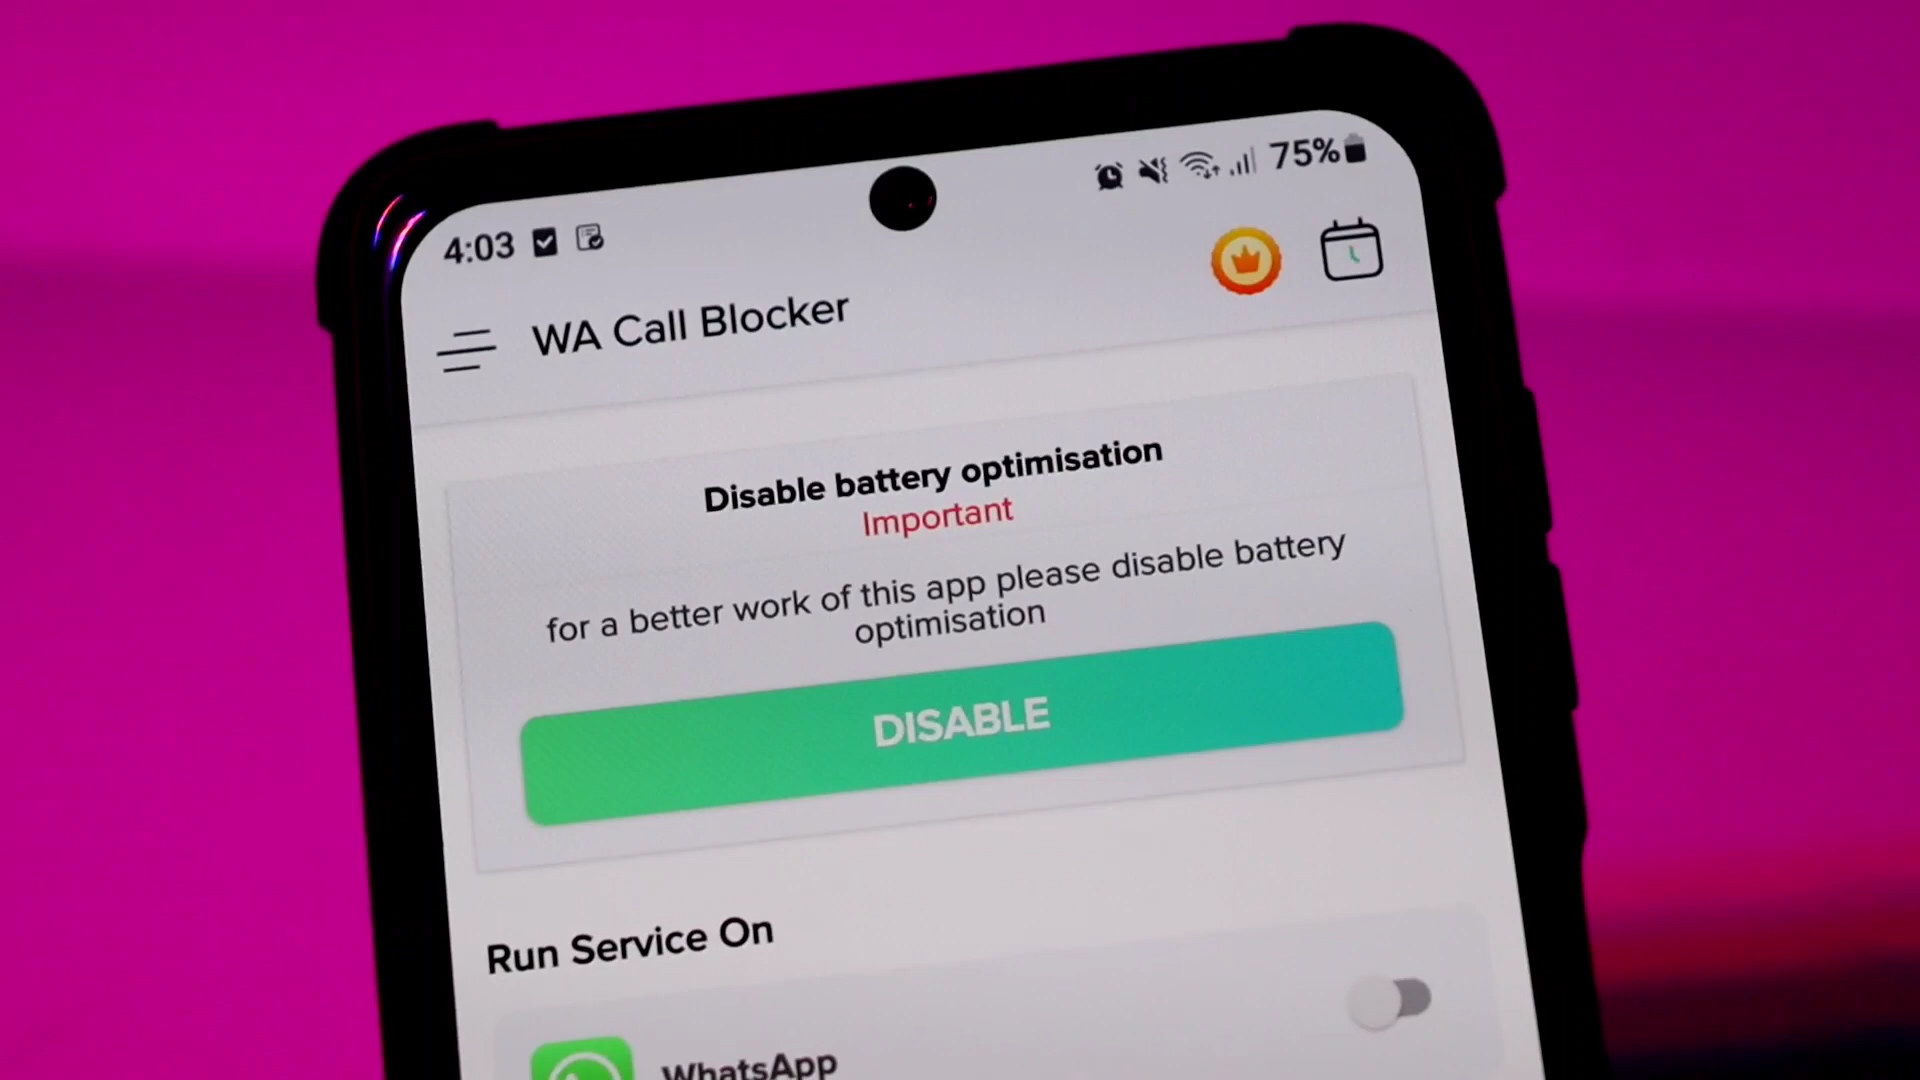 4:03
75%
WA Call Blocker
Disable battery optimisation
Important
for a better work of this app please disable battery
optimisation
DISABLE
Run Service On
WhatsApp